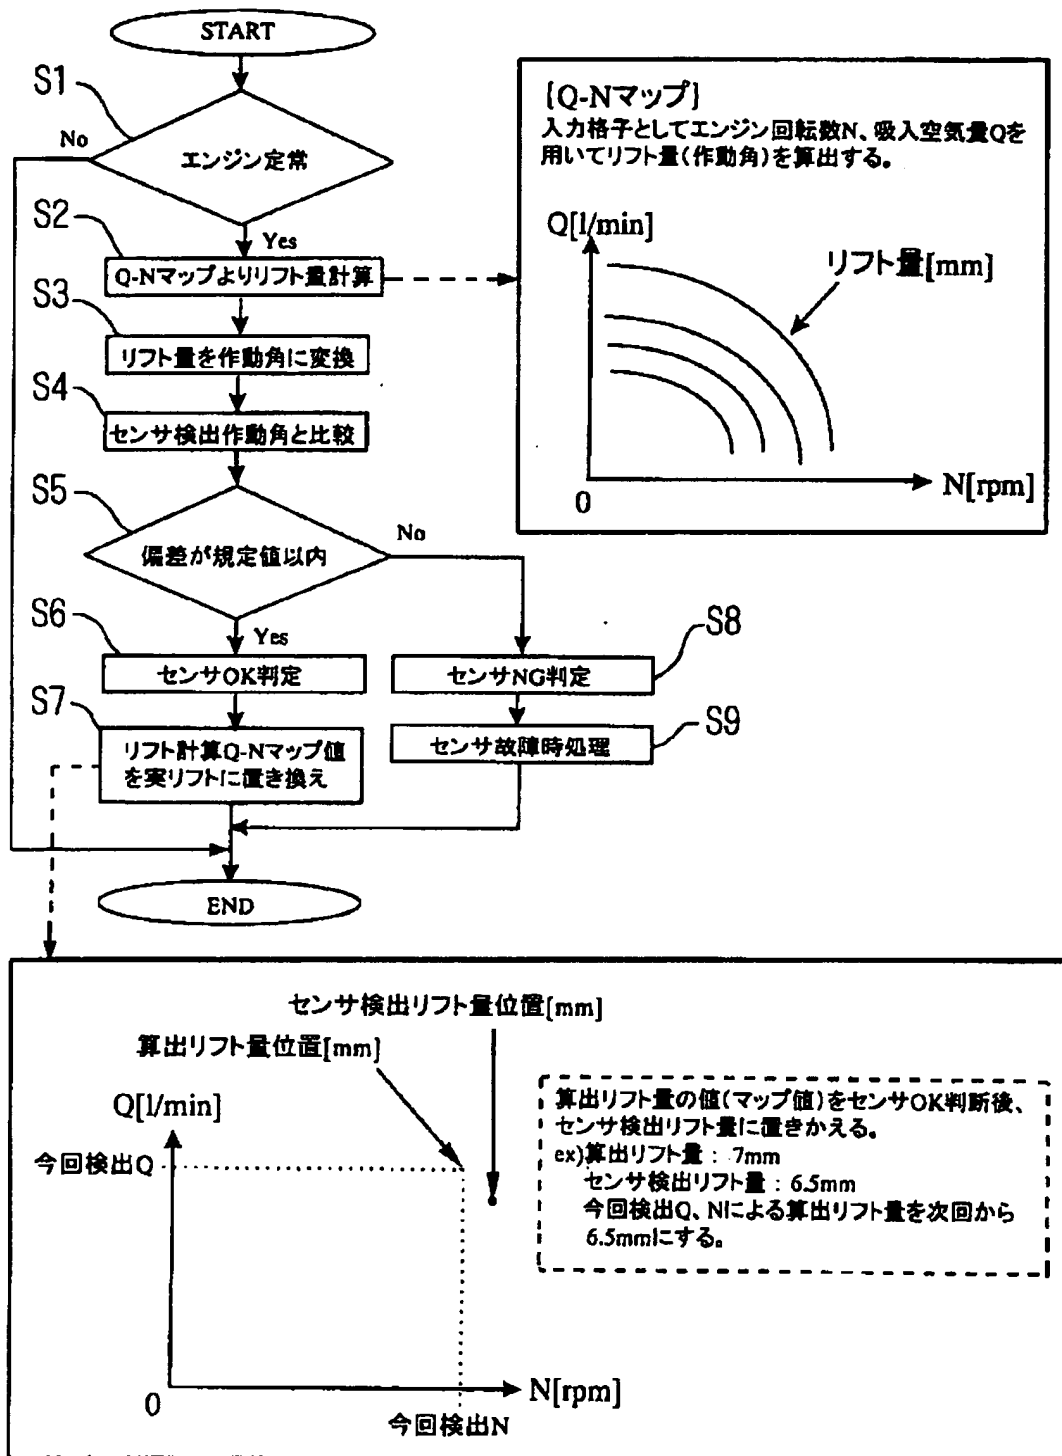 START
S1
No
エンジン定常
Yes
S2
Q-Nマップよりリフト量計算
S3
リフト量を作動角に変換
S4
センサ検出作動角と比較
S5
偏差が規定値以内
No
S6
Yes
センサOK判定
S7
リフト計算Q-Nマップ値
を実リフトに置き換え
S8
センサNG判定
S9
センサ故障時処理
END
[Q-Nマップ]
入力格子としてエンジン回転数N、吸入空気量Qを
用いてリフト量(作動角)を算出する。
Q[l/min]
リフト量[mm]
0
N[rpm]
センサ検出リフト量位置[mm]
算出リフト量位置[mm]
Q[l/min]
今回検出Q
0
N[rpm]
今回検出N
算出リフト量の値(マップ値)をセンサOK判断後、
センサ検出リフト量に置きかえる。
ex)算出リフト量 : 7mm
センサ検出リフト量 : 6.5mm
今回検出Q、Nによる算出リフト量を次回から
6.5mmにする。